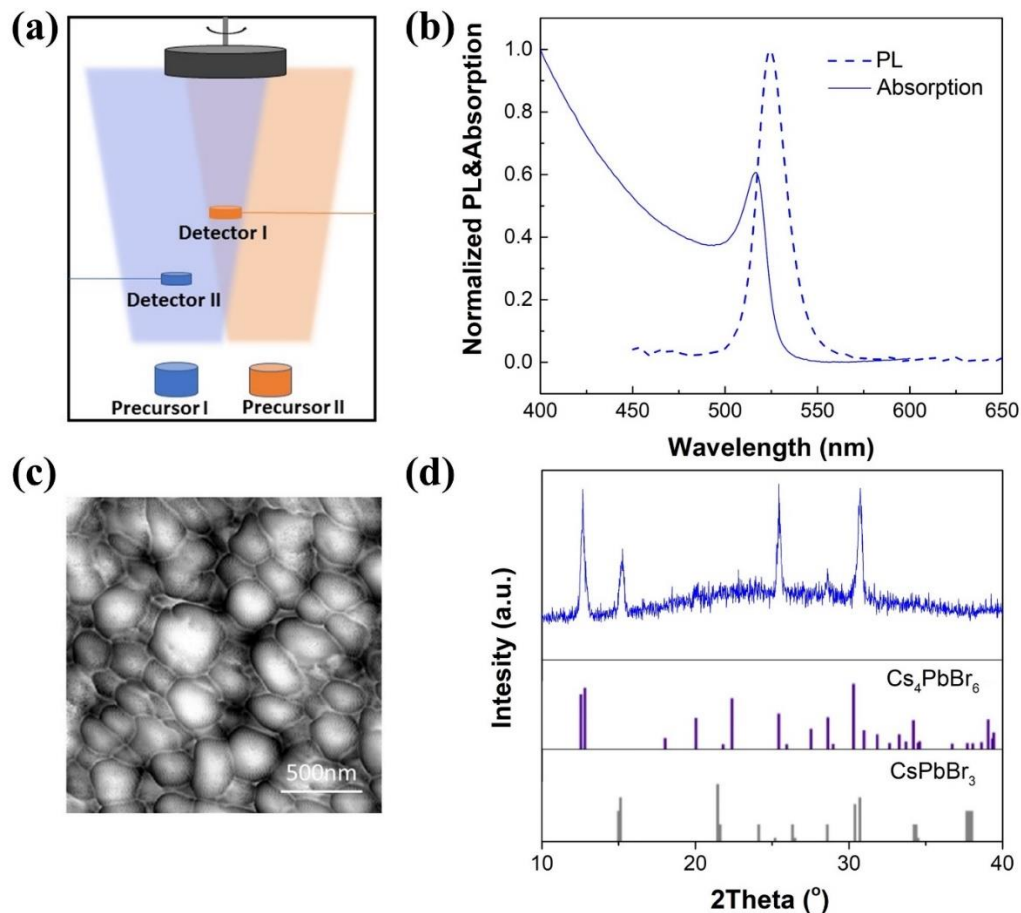 (a)
Detector I
Detector II
Precursor I
Precursor II
(b)
Normalized PL&Absorption
1.0
0.8
0.6
0.4
0.2
0.0
PL
Absorption
400
450
500
550
600
650
Wavelength (nm)
(c)
500nm
(d)
Intesity (a.u.)
Cs₄PbBr₆
CsPbBr₃
10
20
30
40
2Theta (°)